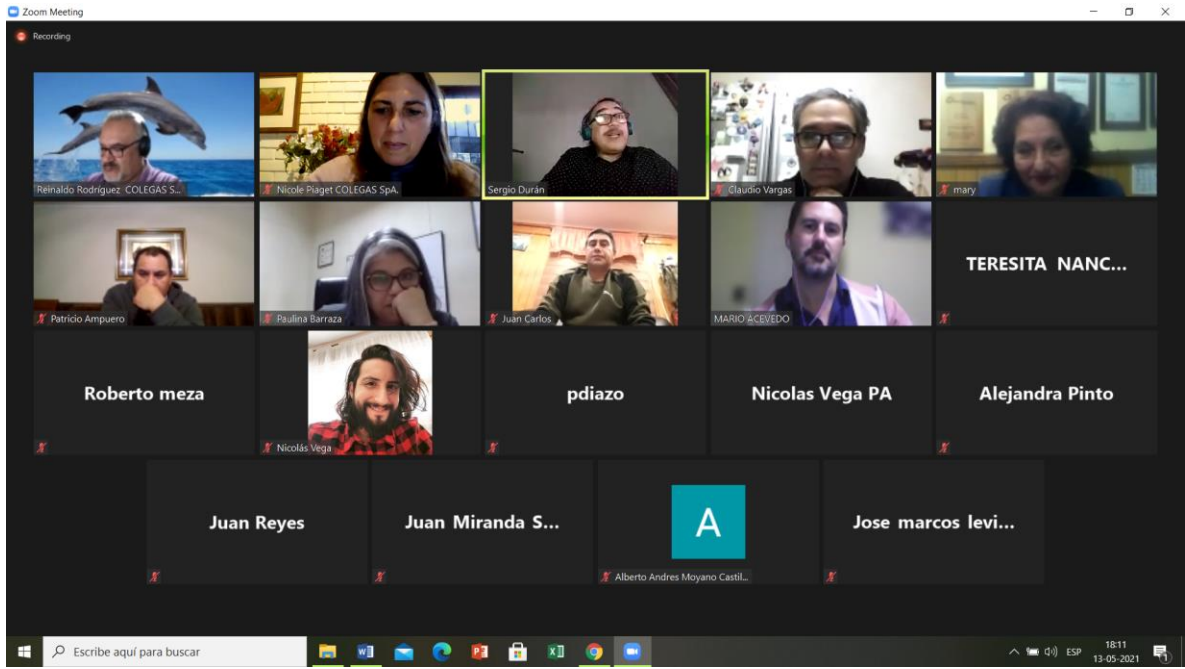 Zoom Meeting
Recording
Reinaldo Rodríguez COLEGAS S...
Nicole Piaget COLEGAS SpA.
Sergio Durán
Claudio Vargas
mary
Patricio Ampuero
Paulina Barraza
Juan Carlos
MARIO ACEVEDO
TERESITA NANC...
Roberto meza
Nicolás Vega
pdiazo
Nicolas Vega PA
Alejandra Pinto
Juan Reyes
Juan Miranda S...
A
Alberto Andres Moyano Castil...
Jose marcos levi...
Escribe aquí para buscar
ESP
18:11
13-05-2021